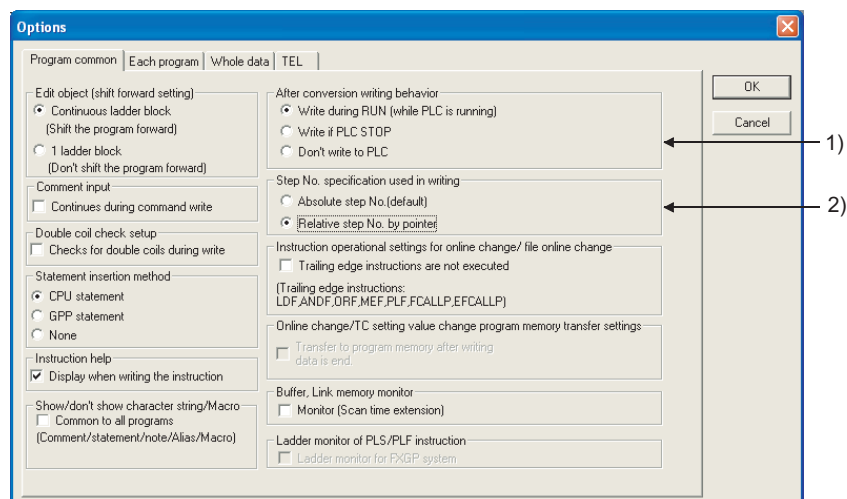 Options
Program common
Each program
Whole data
TEL
Edit object (shift forward setting)
Continuous ladder block
(Shift the program forward)
1 ladder block
(Don't shift the program forward)
Comment input
Continues during command write
Double coil check setup
Checks for double coils during write
Statement insertion method
CPU statement
GPP statement
None
Instruction help
Display when writing the instruction
Show/don't show character string/Macro
Common to all programs
(Comment/statement/note/Alias/Macro)
After conversion writing behavior
Write during RUN (while PLC is running)
Write if PLC STOP
Don't write to PLC
Step No. specification used in writing
Absolute step No.(default)
Relative step No. by pointer
Instruction operational settings for online change/ file online change
Trailing edge instructions are not executed
(Trailing edge instructions:
LDF,ANDF,ORF,MEF,PLF,FCALLP,EFCALLP)
Online change/TC setting value change program memory transfer settings
Transfer to program memory after writing
data is end.
Buffer, Link memory monitor
Monitor (Scan time extension)
Ladder monitor of PLS/PLF instruction
Ladder monitor for FXGP system
OK
Cancel
1)
2)